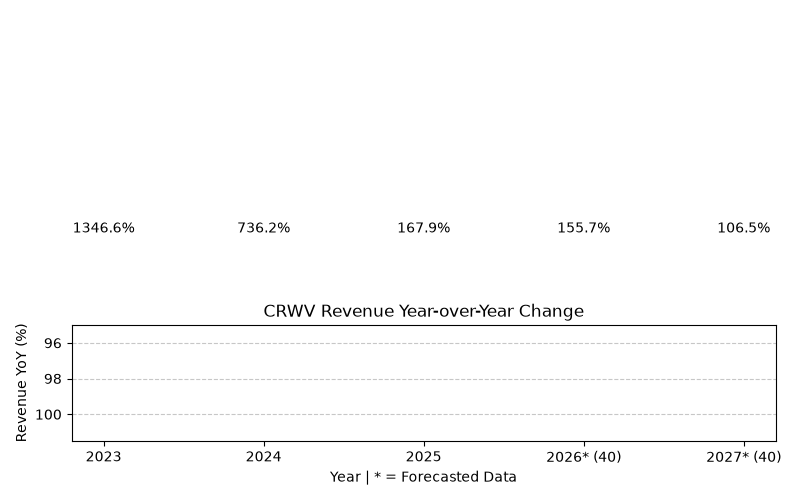 1346.6% 736.2% 167.9% 155.7% 106.5%
CRWV Revenue Year-over-Year Change
Revenue YoY (%)
96
98
100
2023 2024 2025 2026* (40) 2027* (40)
Year | * = Forecasted Data